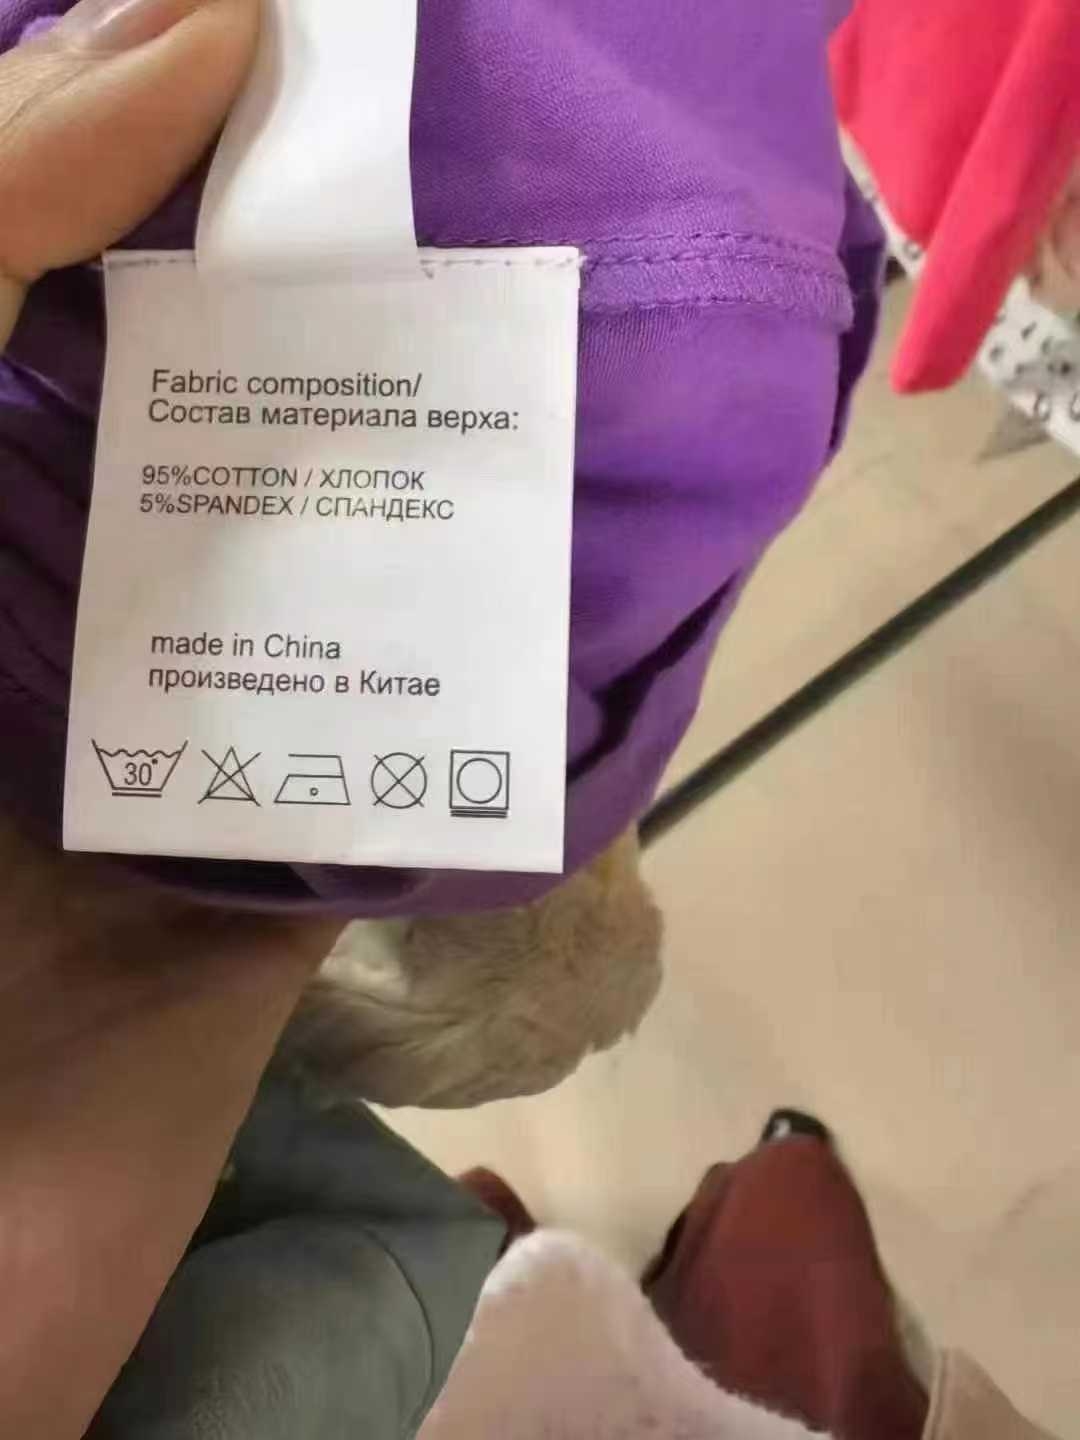 Fabric composition/
Состав материала верха:
95%COTTON / ХЛОПОК
5%SPANDEX / СПАНДЕКС
made in China
произведено в Китае
30°